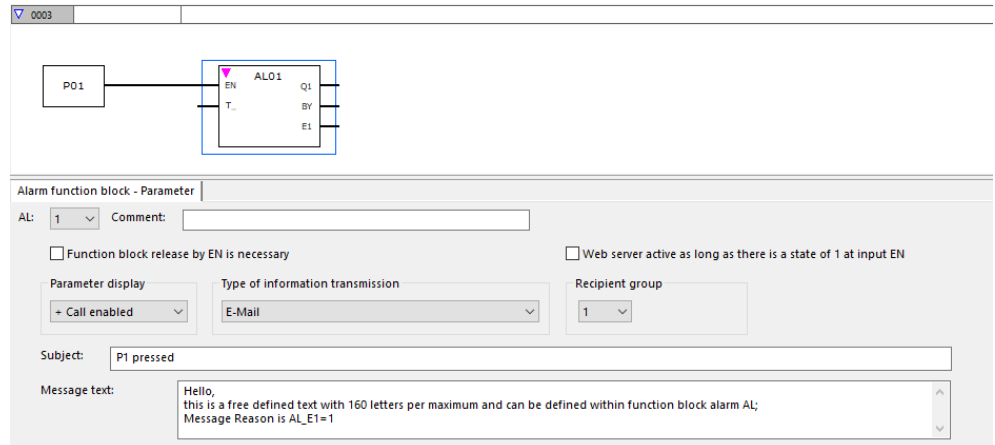 0003
P01
AL01
EN
Q1
T_
BY
E1
Alarm function block - Parameter
AL: 1 Comment:
Function block release by EN is necessary
Web server active as long as there is a state of 1 at input EN
Parameter display
Type of information transmission
Recipient group
+ Call enabled
E-Mail
1
Subject: P1 pressed
Message text: Hello,
this is a free defined text with 160 letters per maximum and can be defined within function block alarm AL;
Message Reason is AL_E1=1